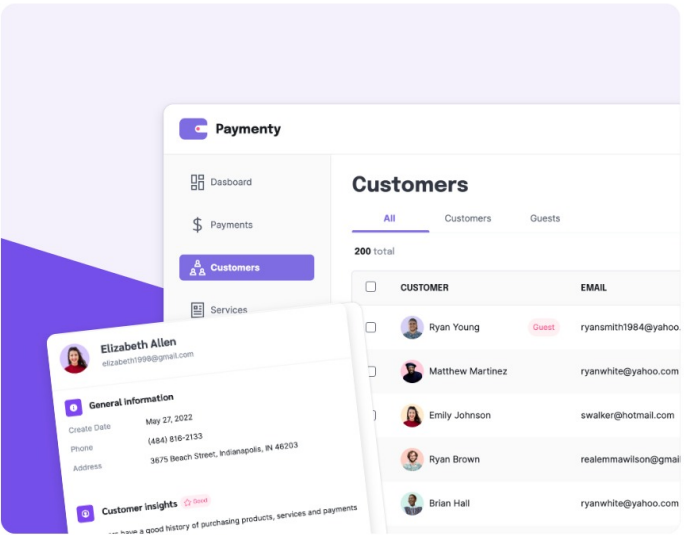 Paymenty
Dasboard
Payments
Customers
Services
Customers
All Customers Guests
200 total
CUSTOMER EMAIL
Ryan Young Guest ryansmith1984@yahoo.
Matthew Martinez ryanwhite@yahoo.com
Emily Johnson swalker@hotmail.com
Ryan Brown realemmawilson@gmail
Brian Hall ryanwhite@yahoo.com
Elizabeth Allen
elizabeth1990@gmail.com
General information
Create Date May 27, 2022
Phone (484) 816-2133
Address 3675 Beach Street, Indianapolis, IN 46203
Customer insights Good
have a good history of purchasing products, services and payments